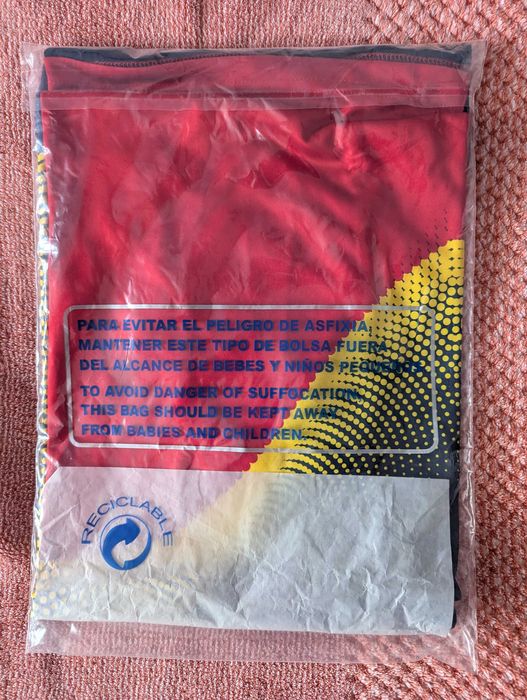 PARA EVITAR EL PELIGRO DE ASFIXIA,
MANTENER ESTE TIPO DE BOLSA FUERA
DEL ALCANCE DE BEBES Y NIÑOS PEQUEÑOS
TO AVOID DANGER OF SUFFOCATION,
THIS BAG SHOULD BE KEPT AWAY
FROM BABIES AND CHILDREN.
RECICLABLE